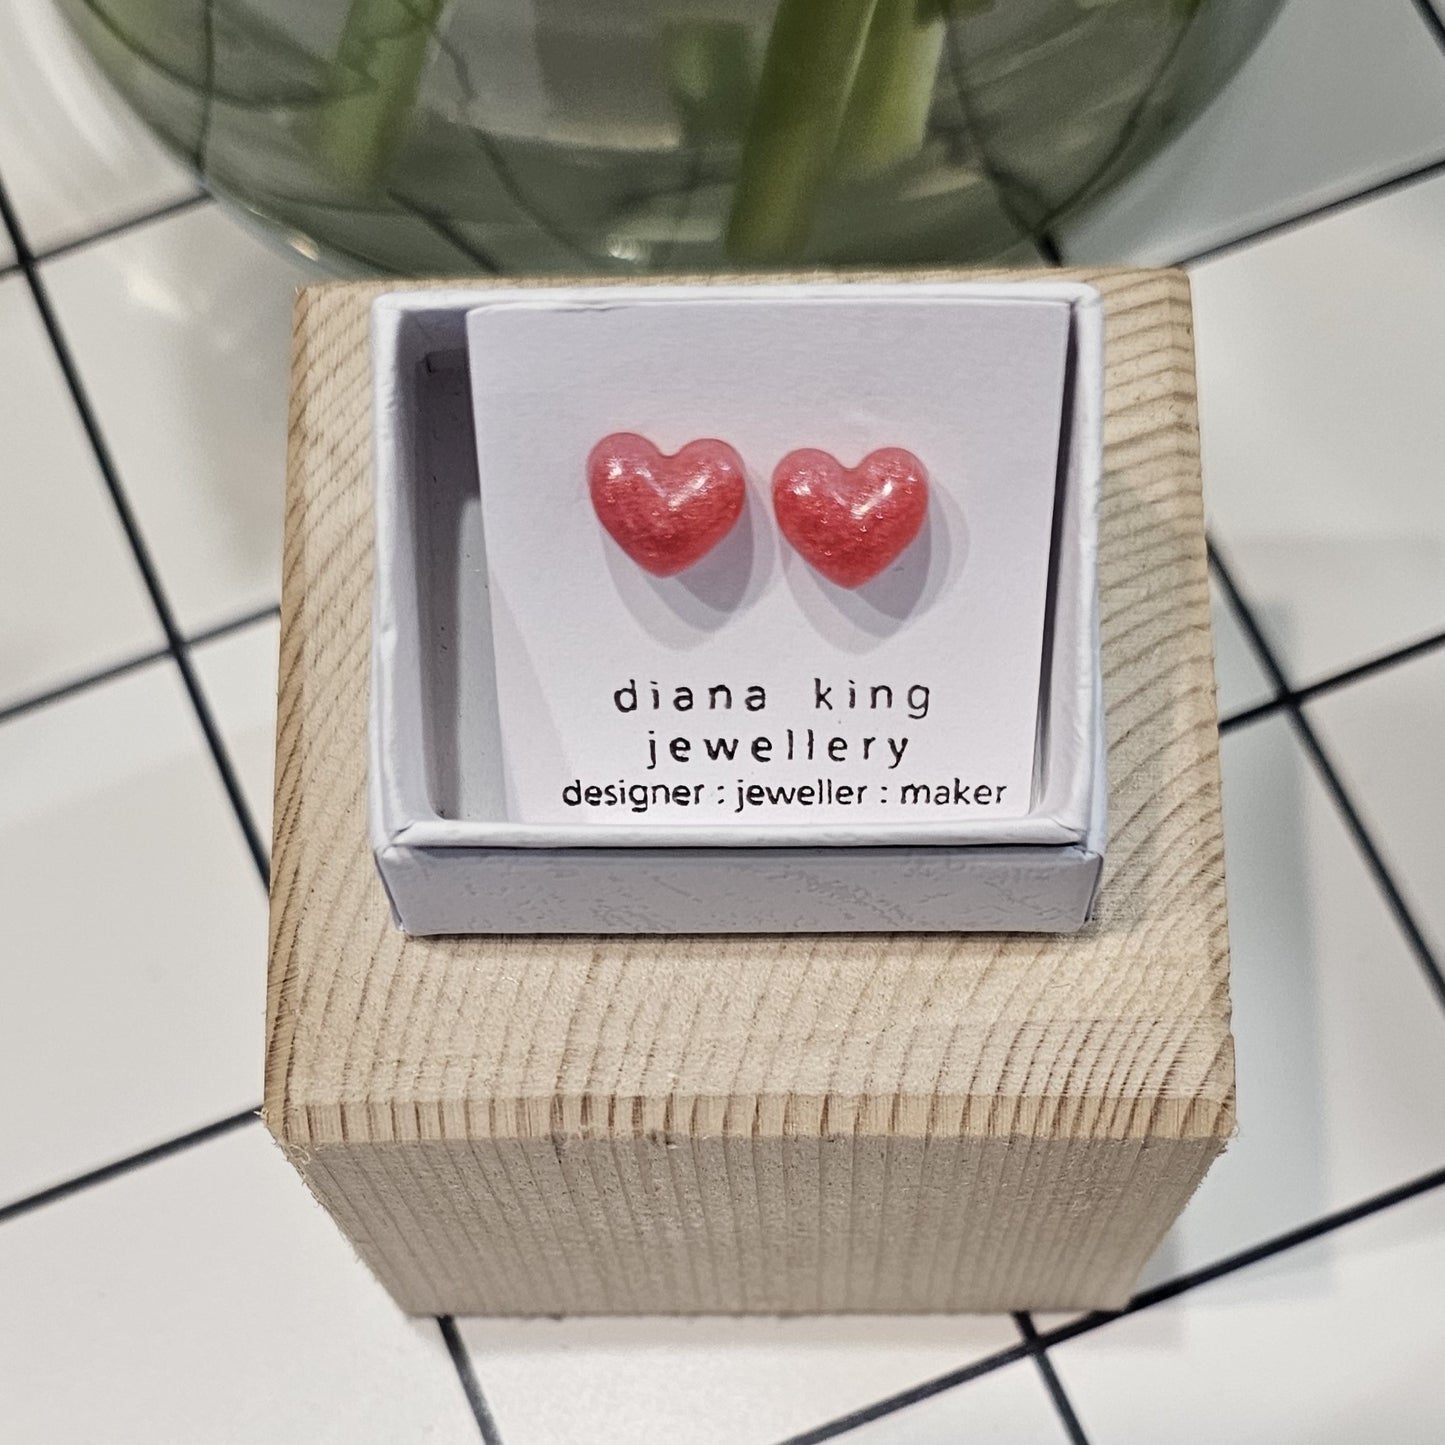 diana king
jewellery
designer : jeweller : maker